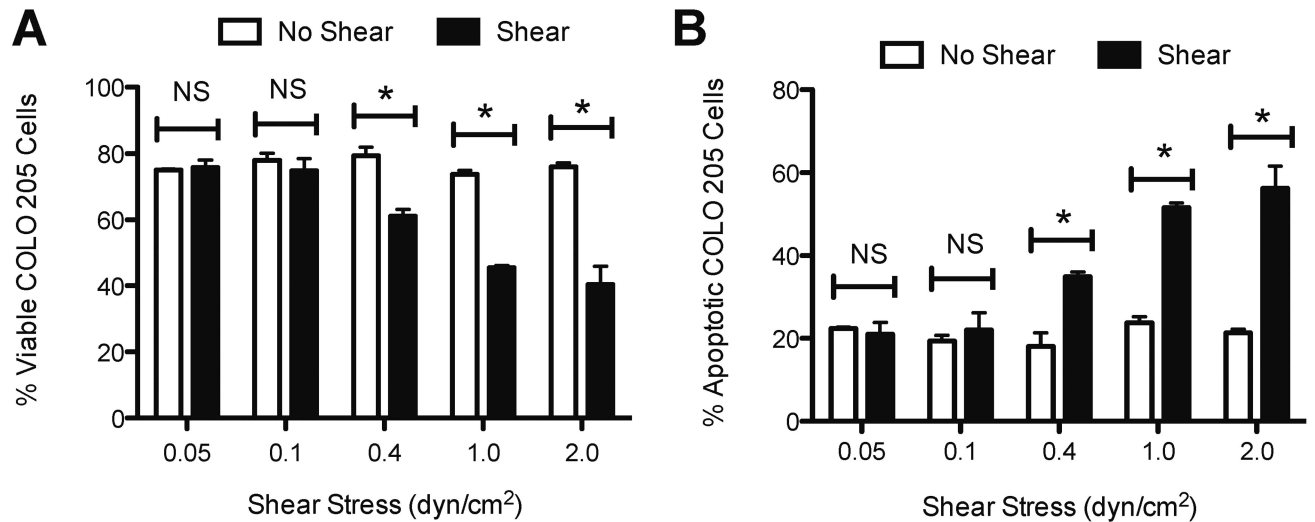 A
No Shear Shear
% Viable COLO 205 Cells
100
80
60
40
20
0
NS NS * * *
0.05 0.1 0.4 1.0 2.0
Shear Stress (dyn/cm²)
B
No Shear Shear
% Apoptotic COLO 205 Cells
80
60
40
20
0
NS NS * * *
0.05 0.1 0.4 1.0 2.0
Shear Stress (dyn/cm²)